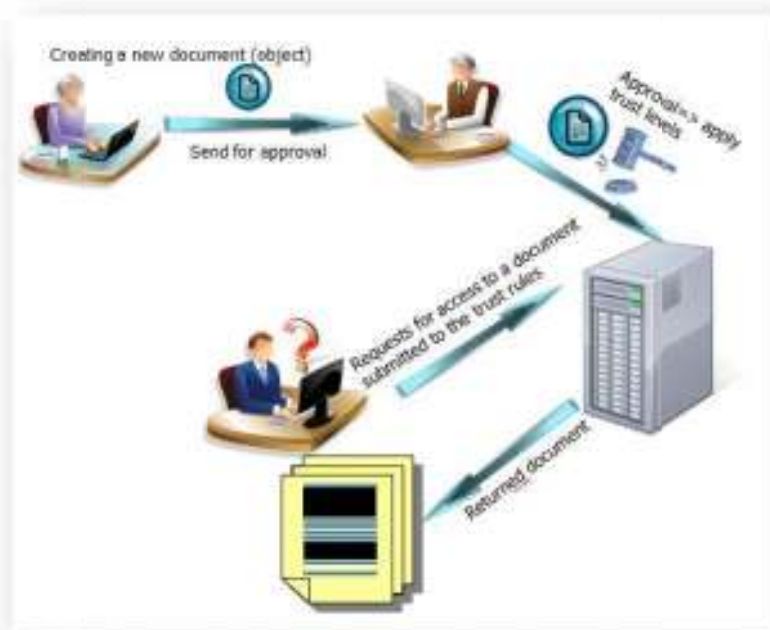 Creating a new document (object)
Send for approval
Approval=> apply
trust levels
Requests for access to a document
submitted to the trust rules
Returned document